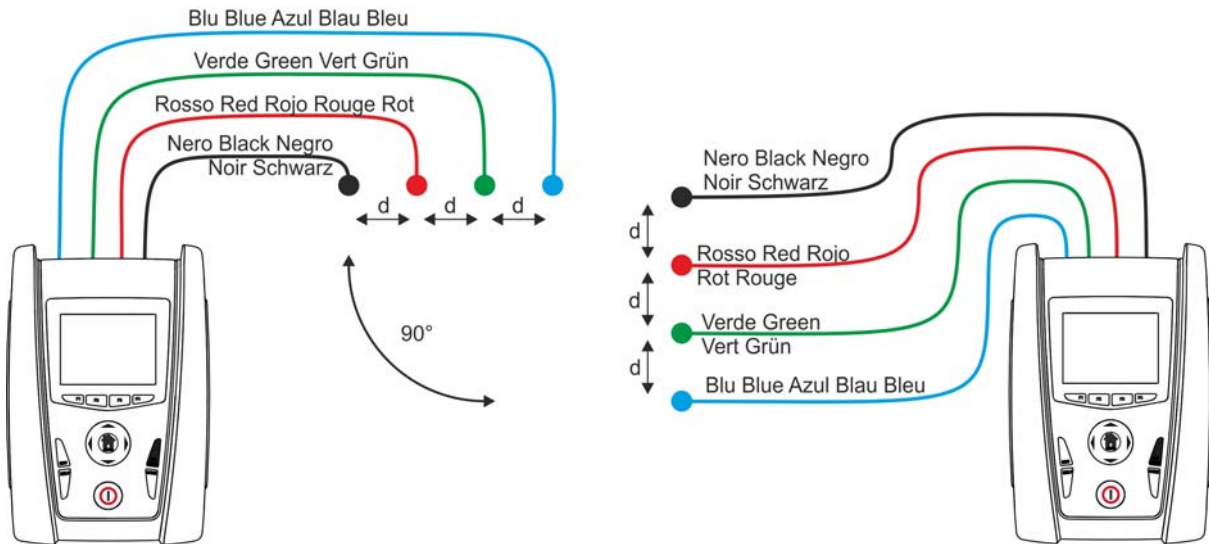 Blu Blue Azul Blau Bleu
Verde Green Vert Grün
Rosso Red Rojo Rouge Rot
Nero Black Negro
Noir Schwarz
d
d
d
90°
Nero Black Negro
Noir Schwarz
d
Rosso Red Rojo
Rot Rouge
d
Verde Green
Vert Grün
d
Blu Blue Azul Blau Bleu